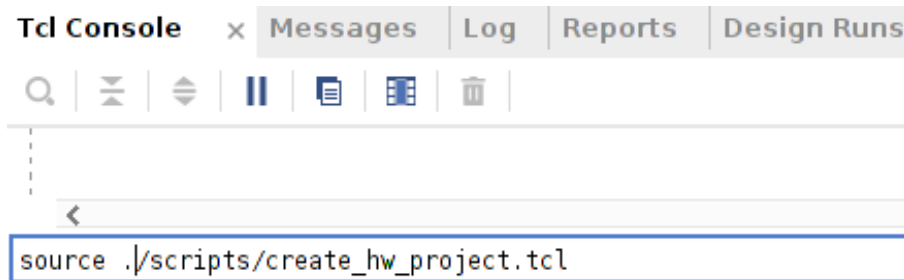 Tcl Console × Messages Log Reports Design Runs
source ./scripts/create_hw_project.tcl